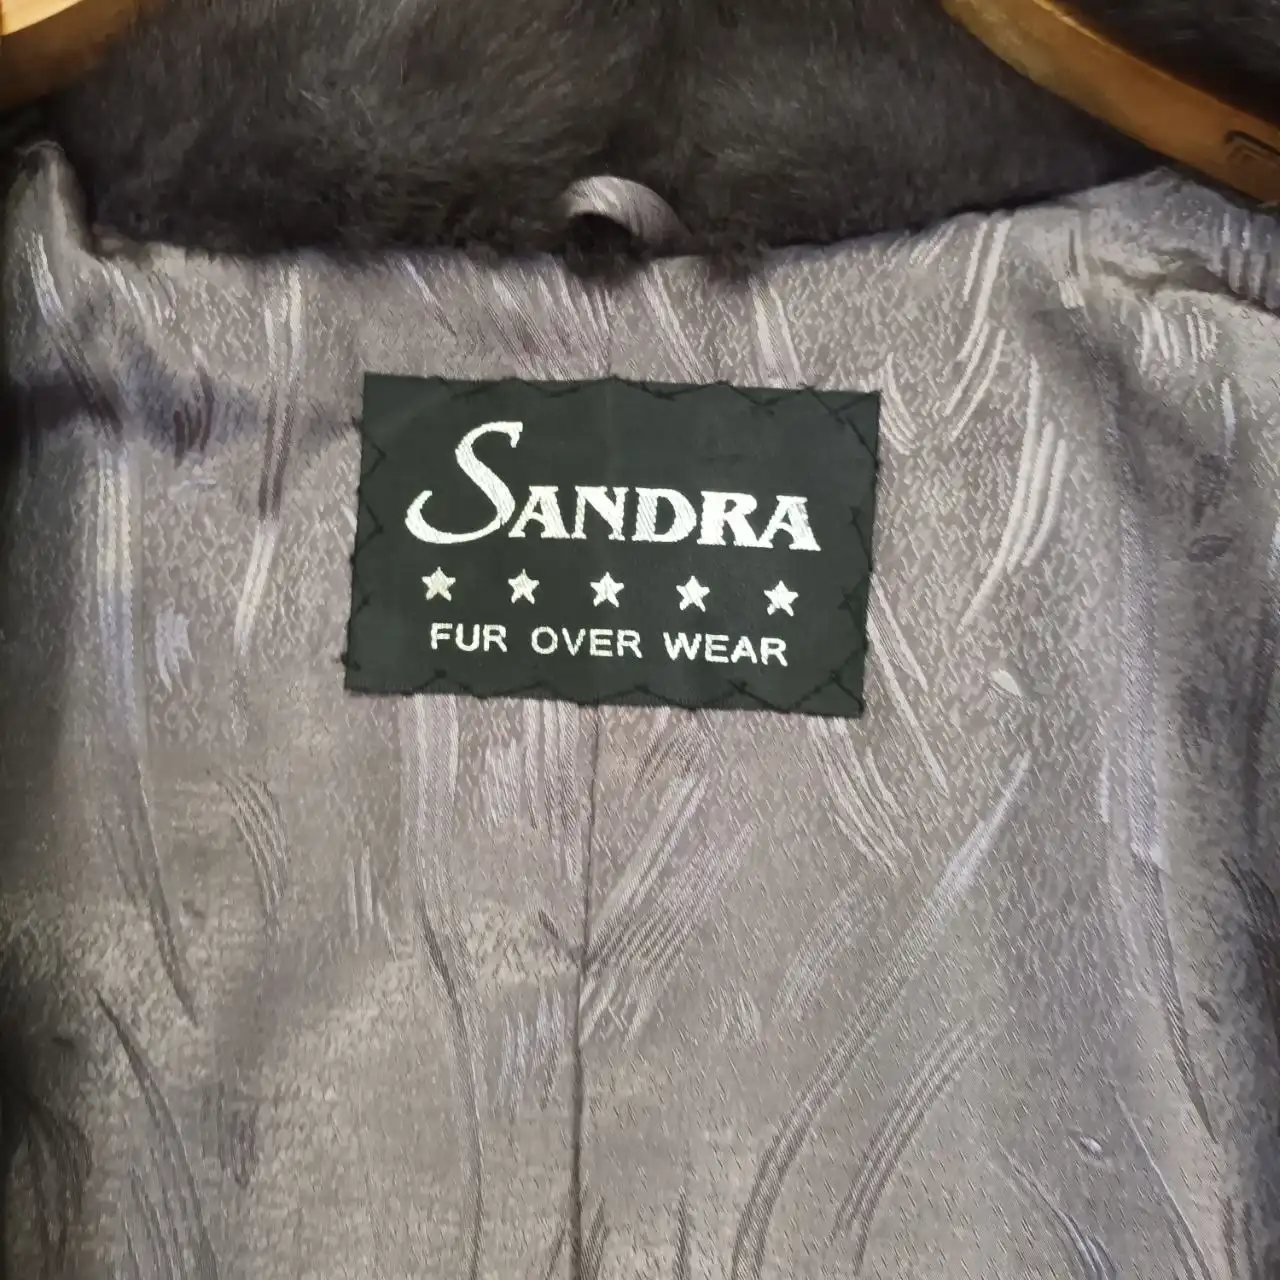 SANDRA
★ ★ ★ ★ ★
FUR OVER WEAR